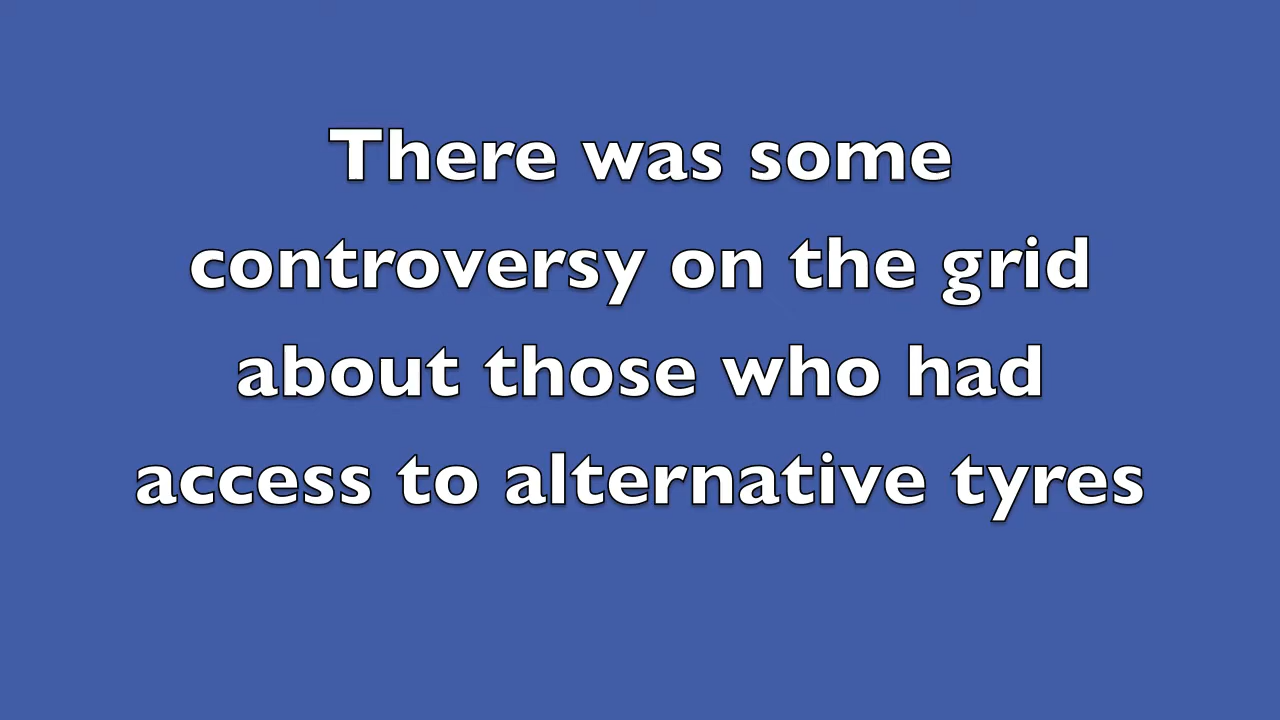 There was some
controversy on the grid
about those who had
access to alternative tyres